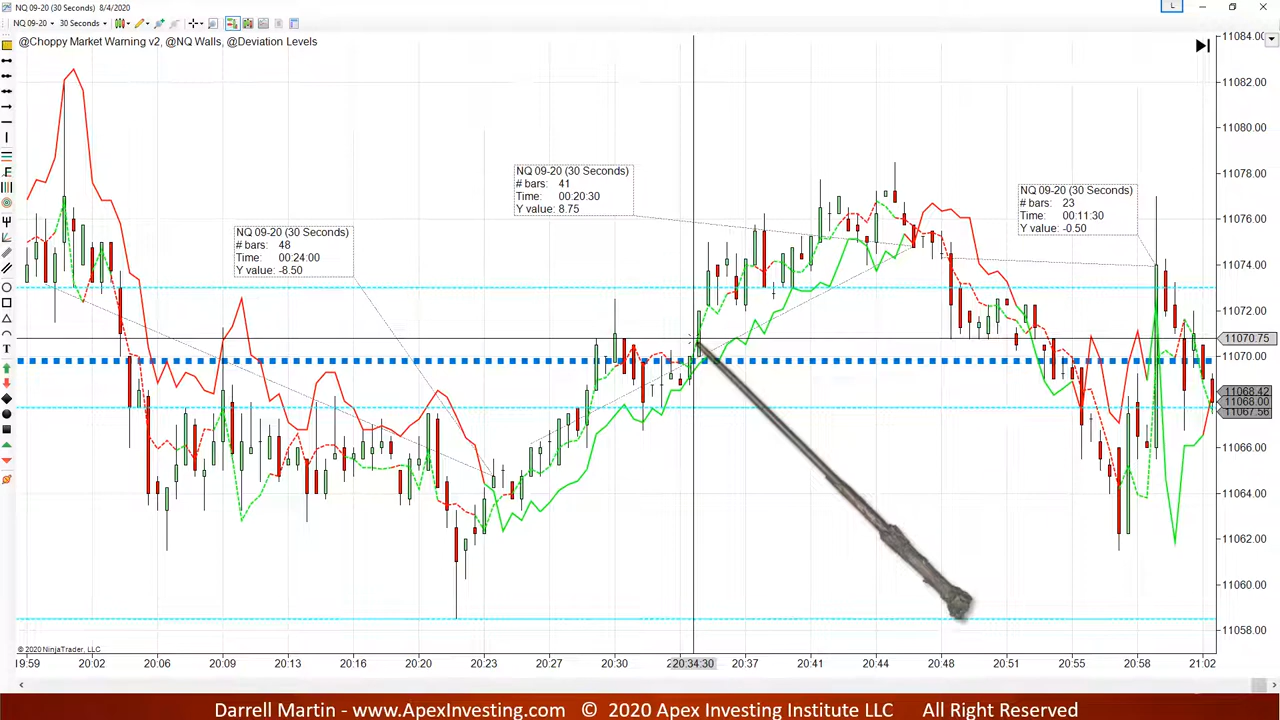 NQ 09-20 (30 Seconds) 8/4/2020
L
NQ 09-20 30 Seconds
@Choppy Market Warning v2, @NQ Walls, @Deviation Levels
11084.00
11082.00
11080.00
11078.00
NQ 09-20 (30 Seconds)
# bars: 41
Time: 00:20:30
Y value: 8.75
NQ 09-20 (30 Seconds)
# bars: 23
Time: 00:11:30
Y value: -0.50
11076.00
NQ 09-20 (30 Seconds)
# bars: 48
Time: 00:24:00
Y value: -8.50
11074.00
11072.00
11070.75
11070.00
11068.42
11068.00
11067.56
11066.00
11064.00
11062.00
11060.00
11058.00
T
© 2020 NinjaTrader, LLC
19:59 20:02 20:06 20:09 20:13 20:16 20:20 20:23 20:27 20:30 20:34:30 20:37 20:41 20:44 20:48 20:51 20:55 20:58 21:02
Darrell Martin - www.ApexInvesting.com © 2020 Apex Investing Institute LLC All Right Reserved